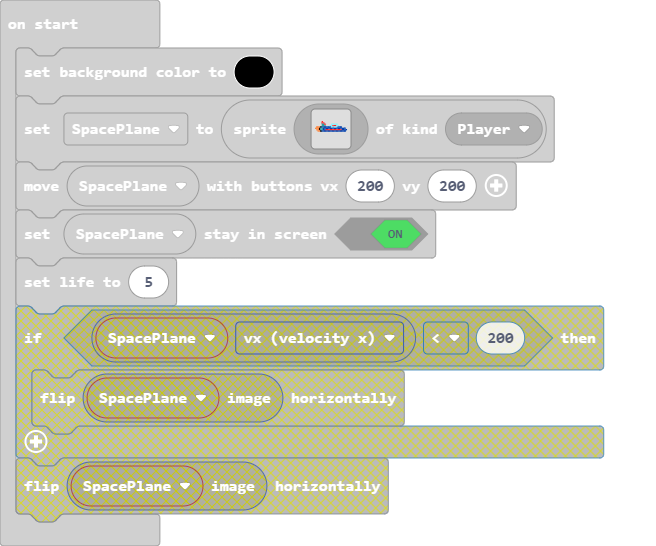 on start
set background color to
set SpacePlane to sprite of kind Player
move SpacePlane with buttons vx 200 vy 200
set SpacePlane stay in screen ON
set life to 5
if SpacePlane vx (velocity x) < 200 then
flip SpacePlane image horizontally
flip SpacePlane image horizontally